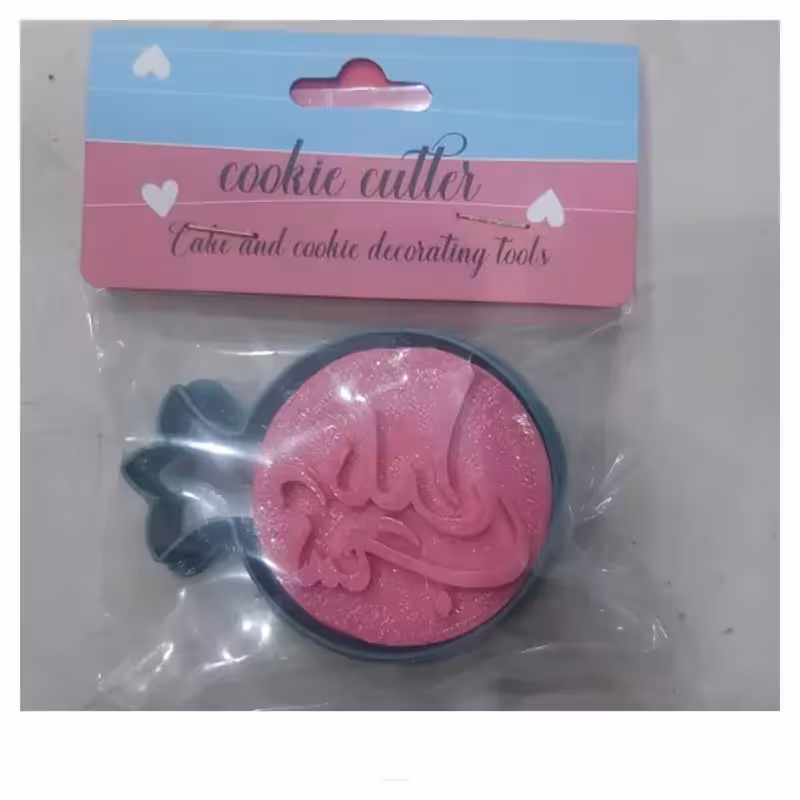 cookie cutter
Cake and cookie decorating tools